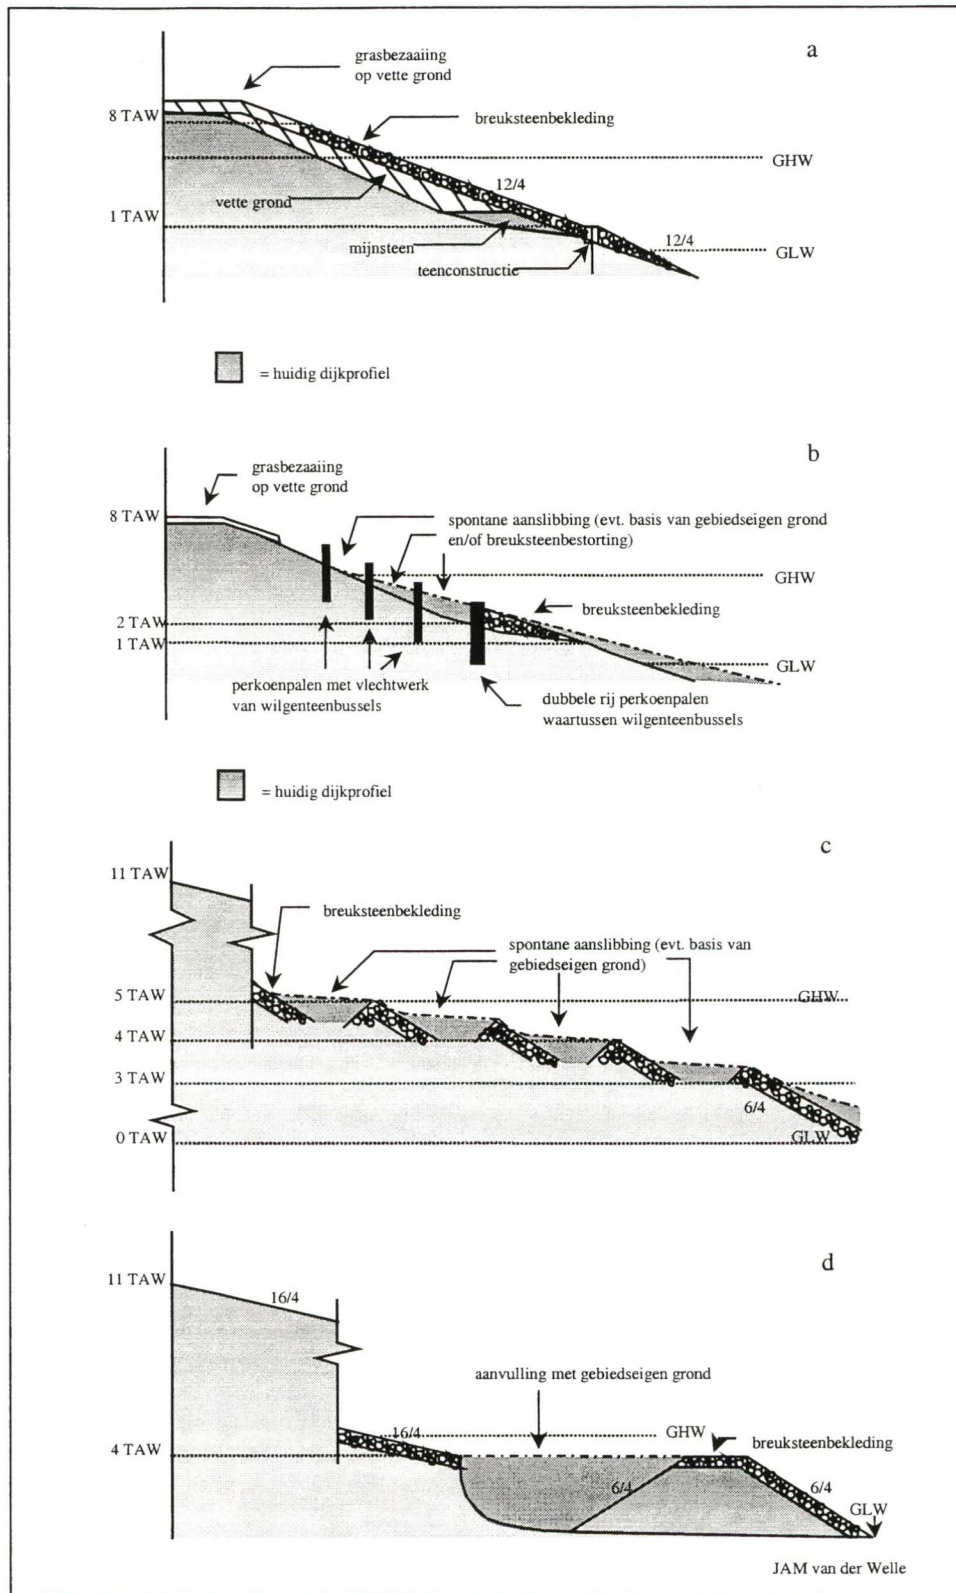 a
grasbezaaiing
op vette grond
8 TAW
breuksteenbekleding
GHW
12/4
vette grond
1 TAW
mijnsteen
12/4
GLW
teenconstructie
= huidig dijkprofiel
b
grasbezaaiing
op vette grond
8 TAW
spontane aanslibbing (evt. basis van gebiedseigen grond
en/of breuksteenbestorting)
GHW
breuksteenbekleding
2 TAW
1 TAW
GLW
perkoenpalen met vlechtwerk
van wilgenteenbussels
dubbele rij perkoenpalen
waartussen wilgenteenbussels
= huidig dijkprofiel
c
11 TAW
breuksteenbekleding
spontane aanslibbing (evt. basis van
gebiedseigen grond)
5 TAW
GHW
4 TAW
3 TAW
6/4
0 TAW
GLW
d
11 TAW
16/4
aanvulling met gebiedseigen grond
16/4
GHW
breuksteenbekleding
4 TAW
6/4
6/4
GLW
JAM van der Welle